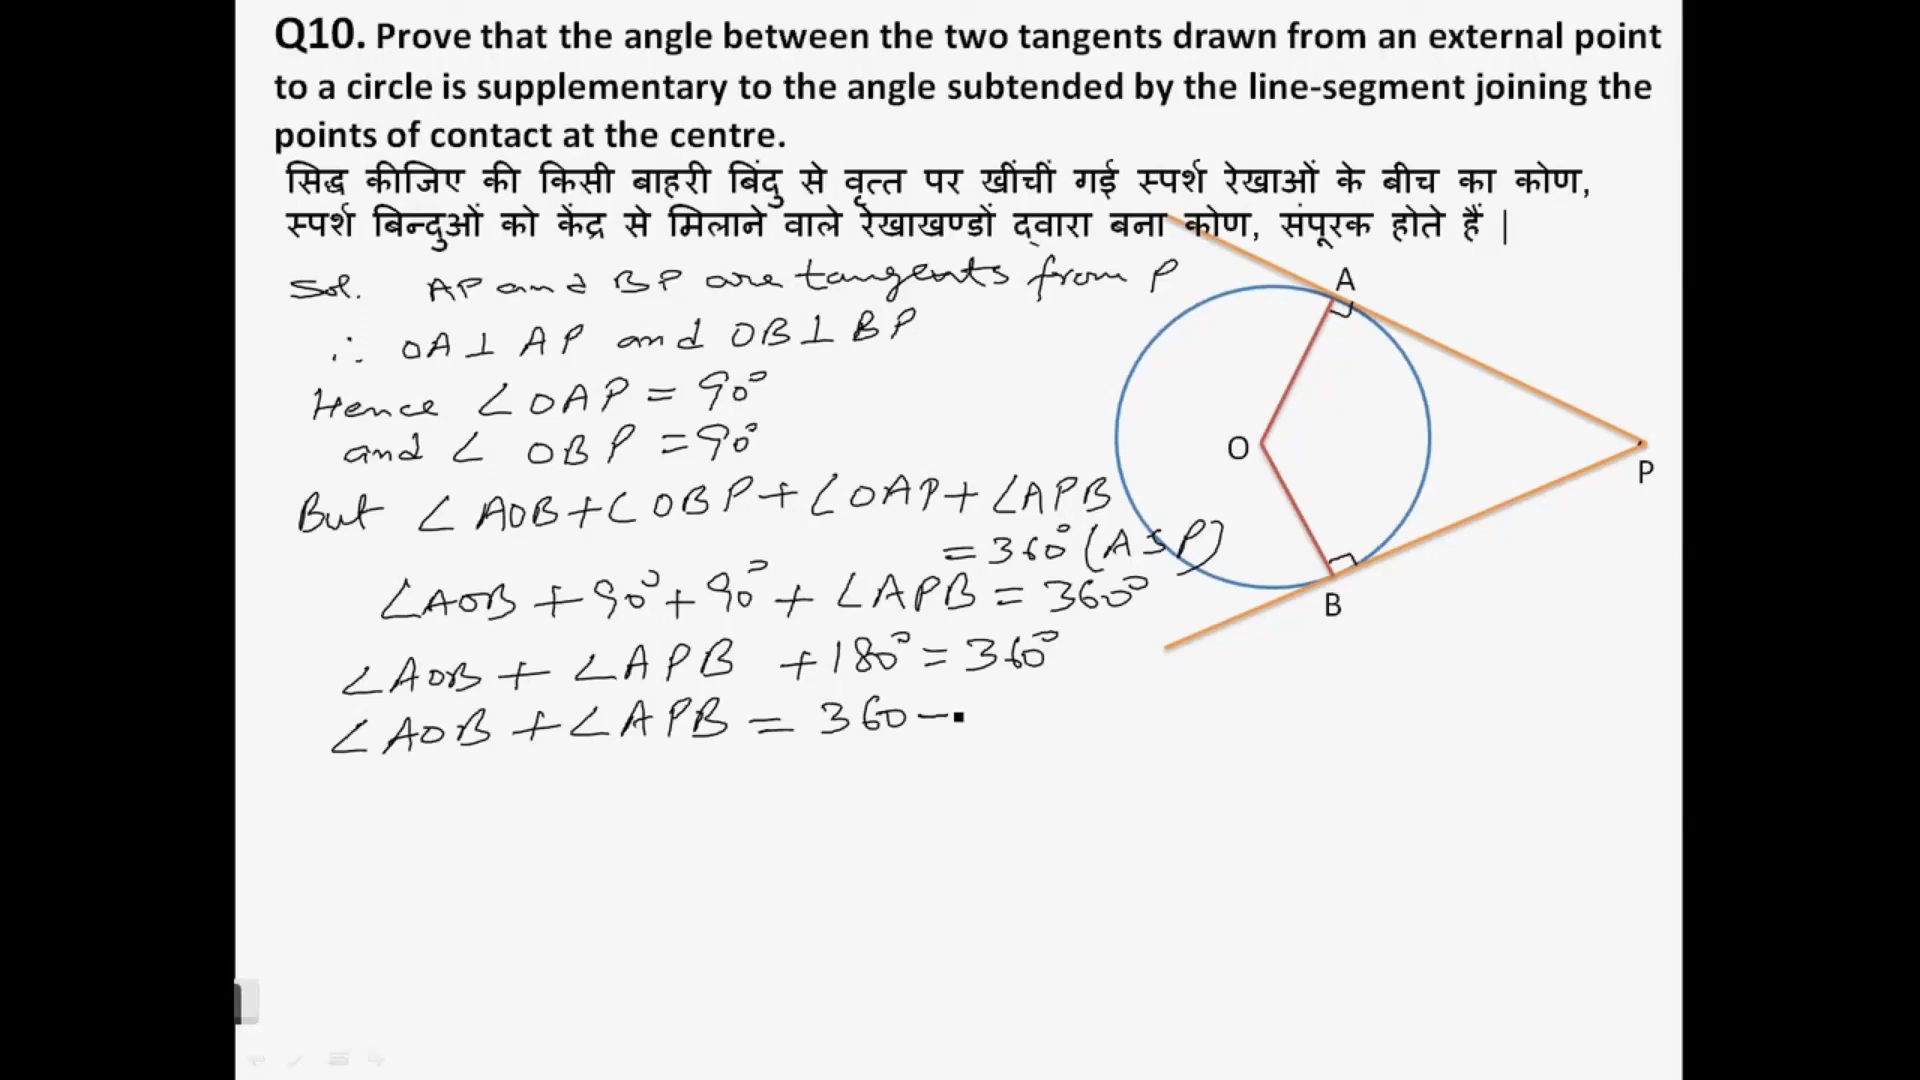 Q10. Prove that the angle between the two tangents drawn from an external point
to a circle is supplementary to the angle subtended by the line-segment joining the
points of contact at the centre.
सिद्ध कीजिए की किसी बाहरी बिंदु से वृत्त पर खींचीं गई स्पर्श रेखाओं के बीच का कोण,
स्पर्श बिन्दुओं को केंद्र से मिलाने वाले रेखाखण्डों द्वारा बना कोण, संपूरक होते हैं |
Sol. AP and BP are tangents from P
∴ OA⊥AP and OB⊥BP
Hence ∠OAP = 90°
and ∠OBP = 90°
But ∠AOB+∠OBP+∠OAP+∠APB
= 360° (ASP)
∠AOB + 90° + 90° + ∠APB = 360°
∠AOB + ∠APB + 180° = 360°
∠AOB + ∠APB = 360 -
A
O
P
B